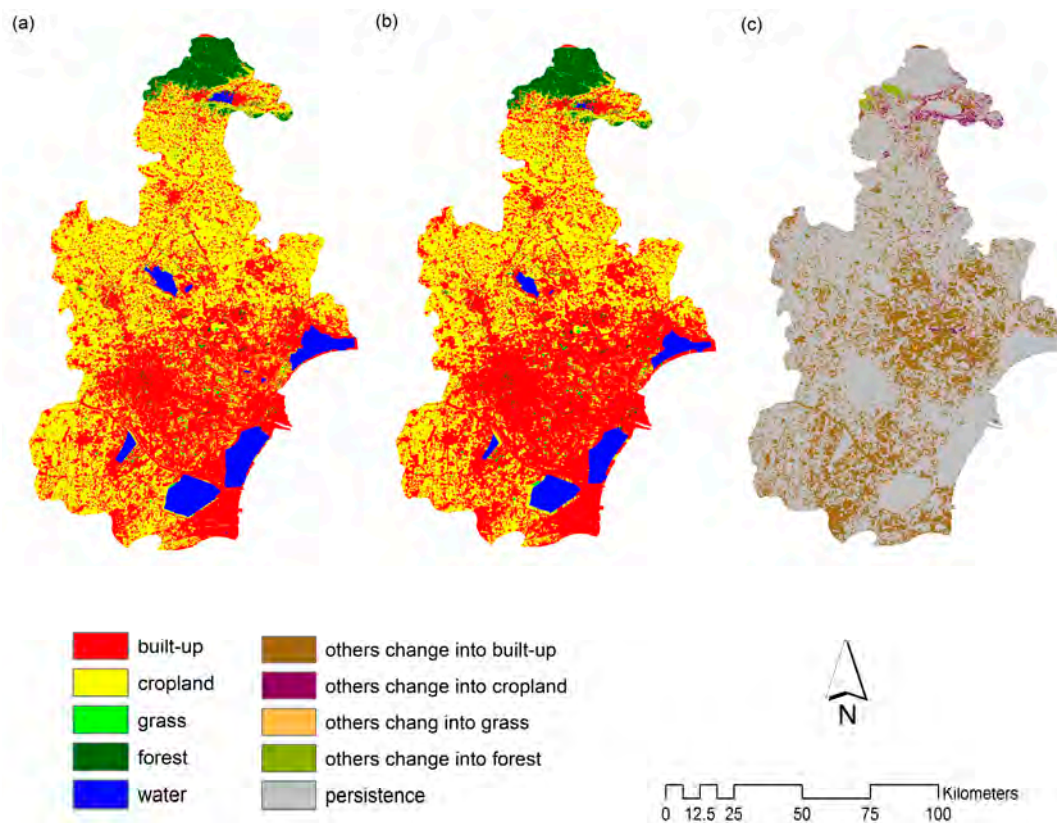 (a)
(b)
(c)
built-up
cropland
grass
forest
water
others change into built-up
others change into cropland
others chang into grass
others change into forest
persistence
N
Kilometers
0 12.5 25 50 75 100